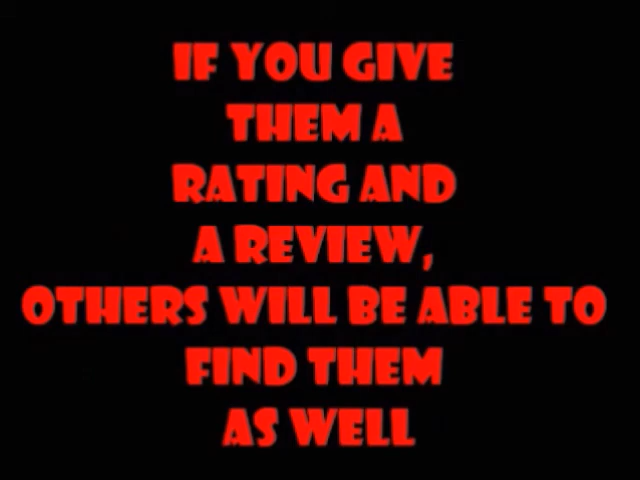 IF YOU GIVE
THEM A
RATING AND
A REVIEW,
OTHERS WILL BE ABLE TO
FIND THEM
AS WELL